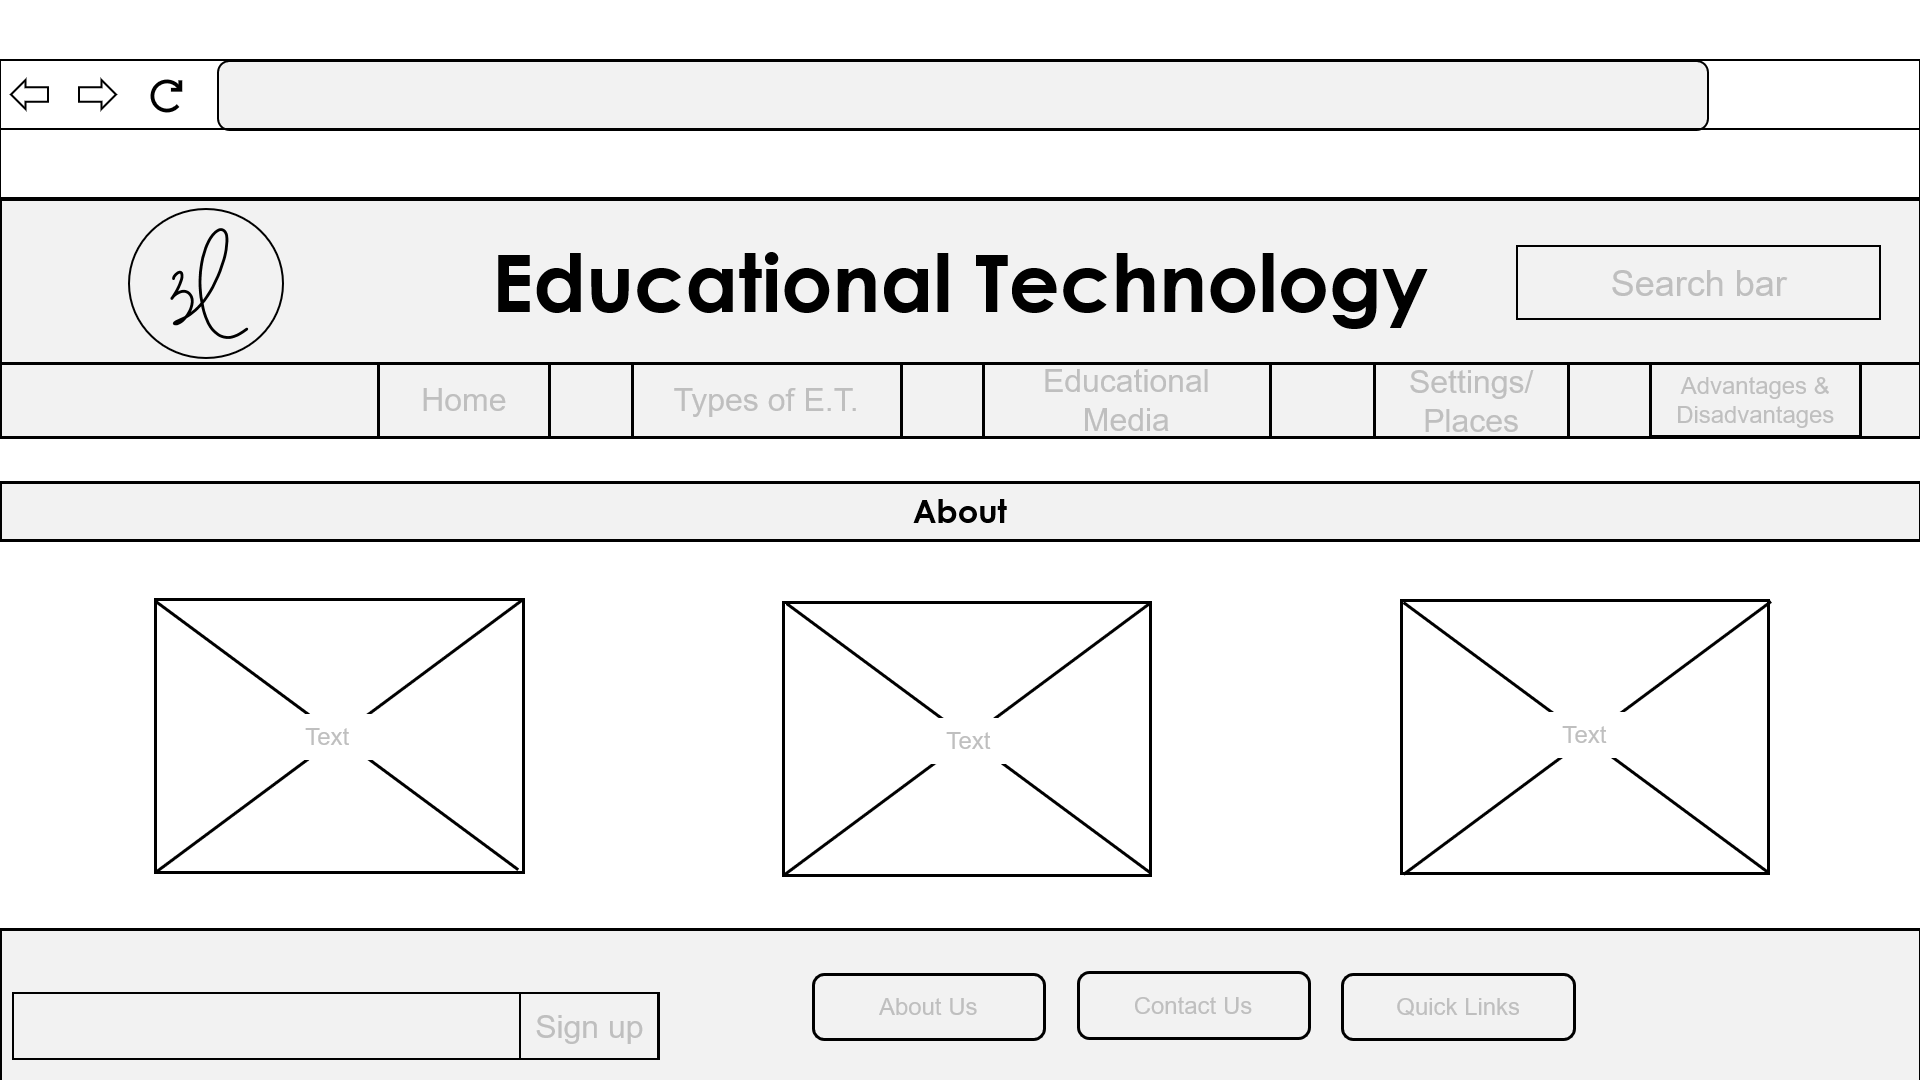 Educational Technology
Search bar
Home
Types of E.T.
Educational
Media
Settings/
Places
Advantages &
Disadvantages
About
Text
Text
Text
Sign up
About Us
Contact Us
Quick Links